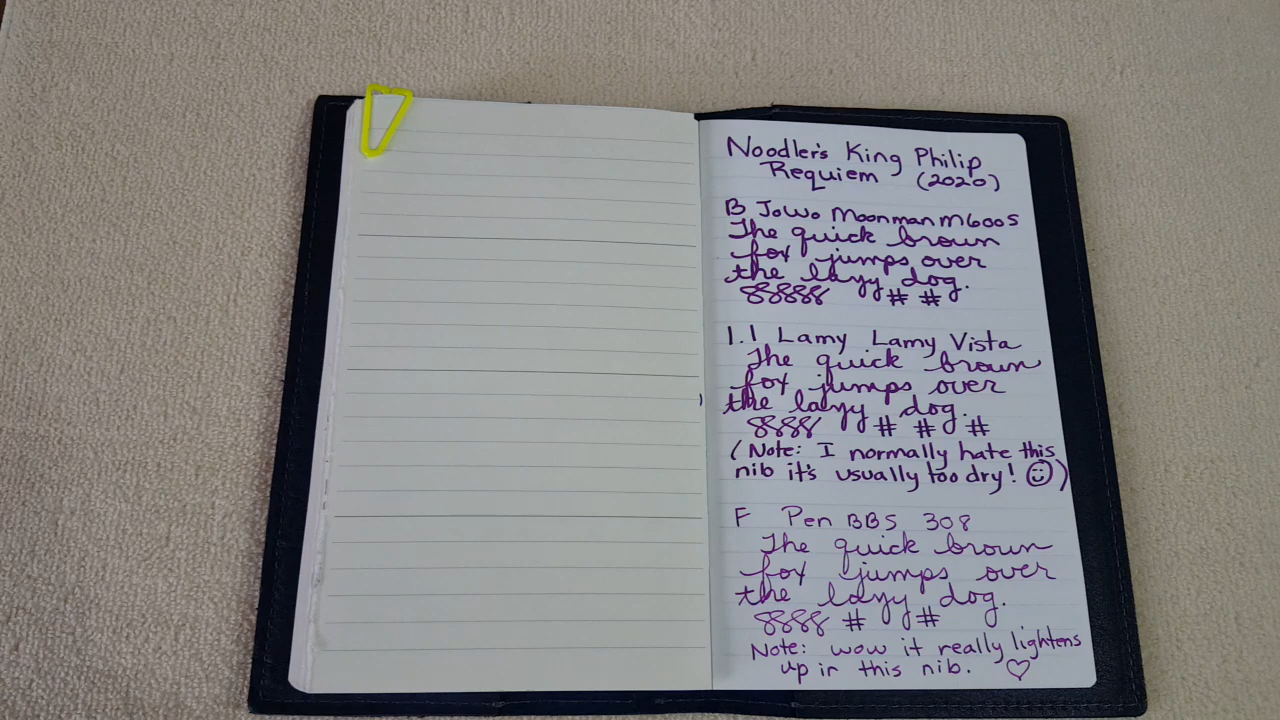 Noodler's King Philip
Requiem (2020)
B JoWo Moonman M600S
The quick brown
fox jumps over
the lazy dog.
88888 # #
1.1 Lamy Lamy Vista
The quick brown
fox jumps over
the lazy dog.
8888 # # #
(Note: I normally hate this
nib it's usually too dry! ☺)
F Pen BBS 308
The quick brown
fox jumps over
the lazy dog.
8888 # #
Note: wow it really lightens
up in this nib. ♡